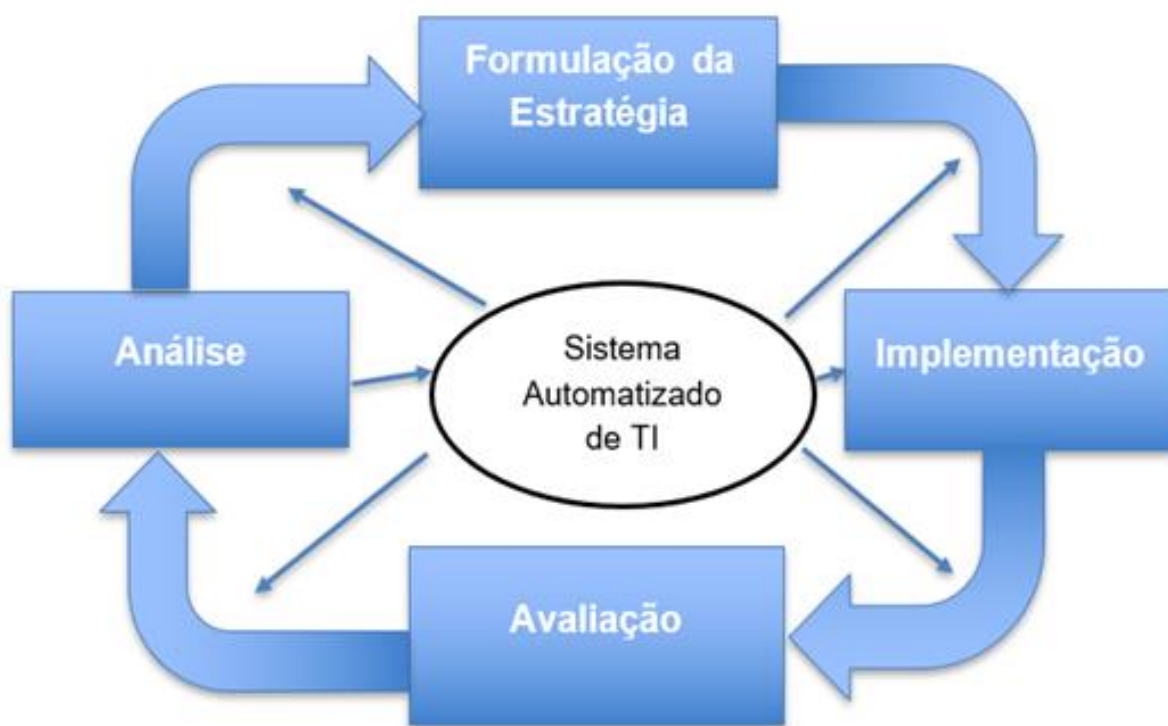 Formulação da
Estratégia
Análise
Sistema
Automatizado
de TI
Implementação
Avaliação